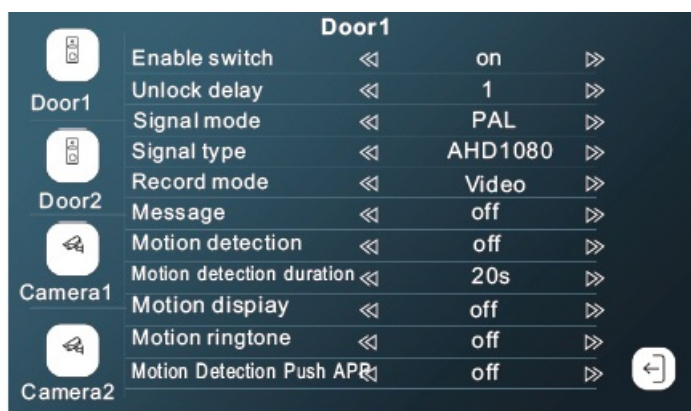 Door1
Door1
Door2
Camera1
Camera2
Enable switch on
Unlock delay 1
Signal mode PAL
Signal type AHD1080
Record mode Video
Message off
Motion detection off
Motion detection duration 20s
Motion display off
Motion ringtone off
Motion Detection Push APP off